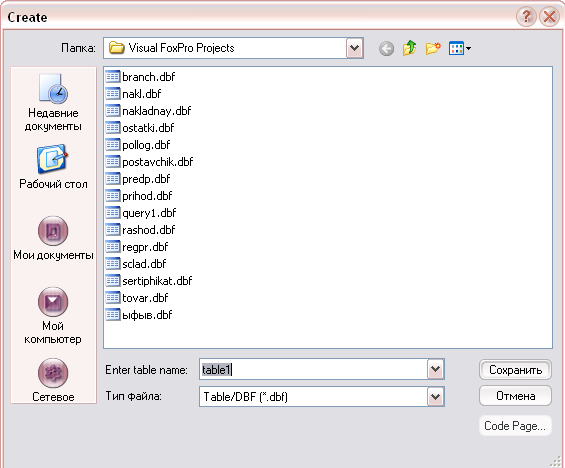 Create
Папка: Visual FoxPro Projects
Недавние
документы
Рабочий стол
Мои документы
Мой
компьютер
Сетевое
branch.dbf
nakl.dbf
nakladnay.dbf
ostatki.dbf
pollog.dbf
postavchik.dbf
predp.dbf
prihod.dbf
query1.dbf
rashod.dbf
regpr.dbf
sclad.dbf
sertiphikat.dbf
tovar.dbf
ыфыв.dbf
Enter table name: table1 Сохранить
Тип файла: Table/DBF (*.dbf) Отмена
Code Page...